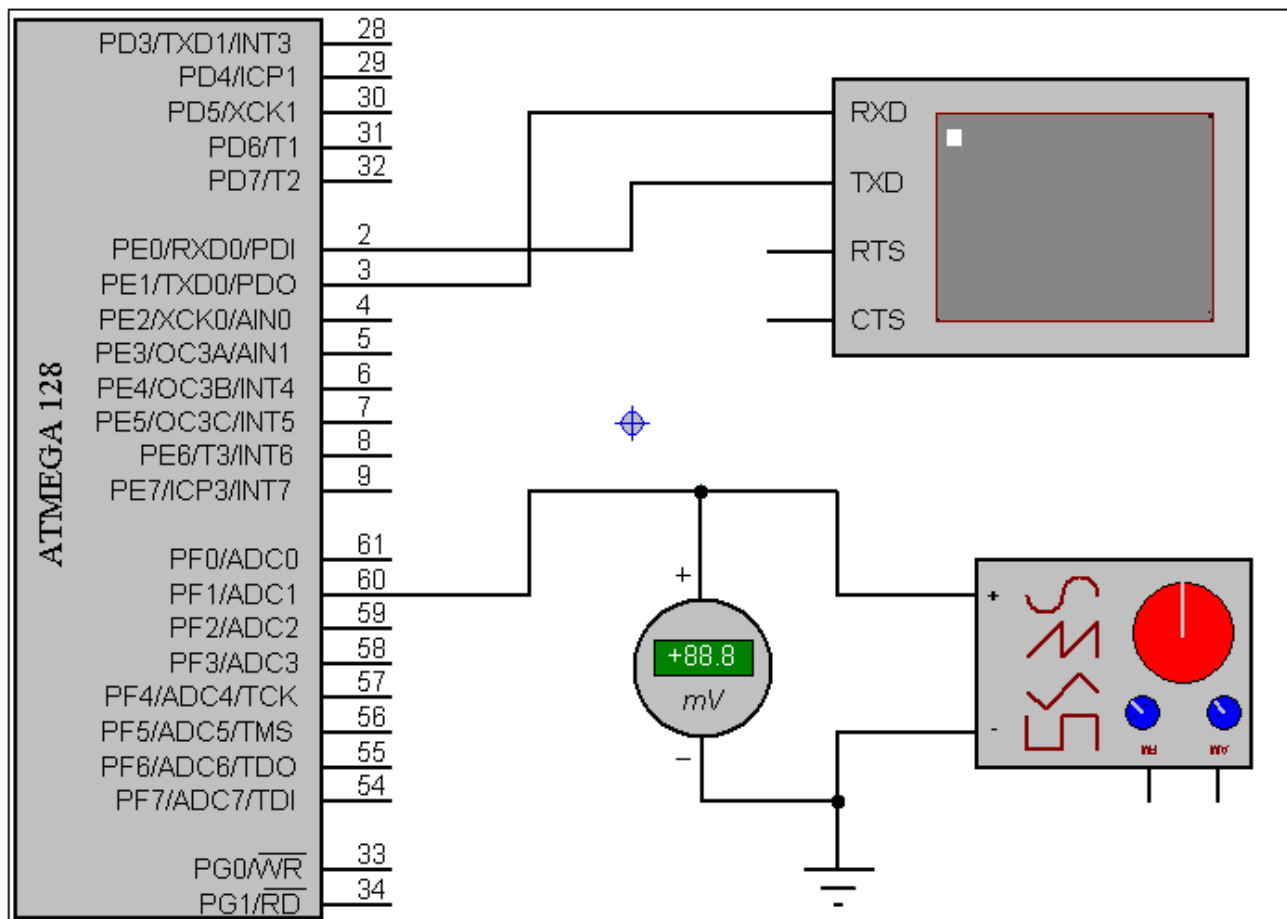 ATMEGA 128
PD3/TXD1/INT3 28
PD4/ICP1 29
PD5/XCK1 30
PD6/T1 31
PD7/T2 32
PE0/RXD0/PDI 2
PE1/TXD0/PDO 3
PE2/XCK0/AIN0 4
PE3/OC3A/AIN1 5
PE4/OC3B/INT4 6
PE5/OC3C/INT5 7
PE6/T3/INT6 8
PE7/ICP3/INT7 9
PF0/ADC0 61
PF1/ADC1 60
PF2/ADC2 59
PF3/ADC3 58
PF4/ADC4/TCK 57
PF5/ADC5/TMS 56
PF6/ADC6/TDO 55
PF7/ADC7/TDI 54
PG0/WR 33
PG1/RD 34
RXD
TXD
RTS
CTS
+
+88.8
mV
−
+
-
FM
AM